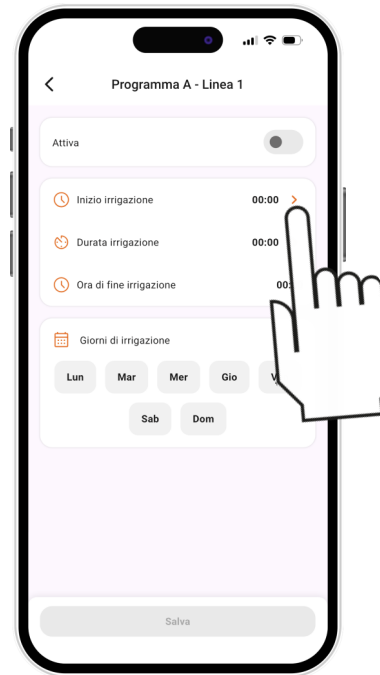 Programma A - Linea 1
Attiva
Inizio irrigazione 00:00
Durata irrigazione 00:00
Ora di fine irrigazione 00:
Giorni di irrigazione
Lun Mar Mer Gio
Sab Dom
Salva